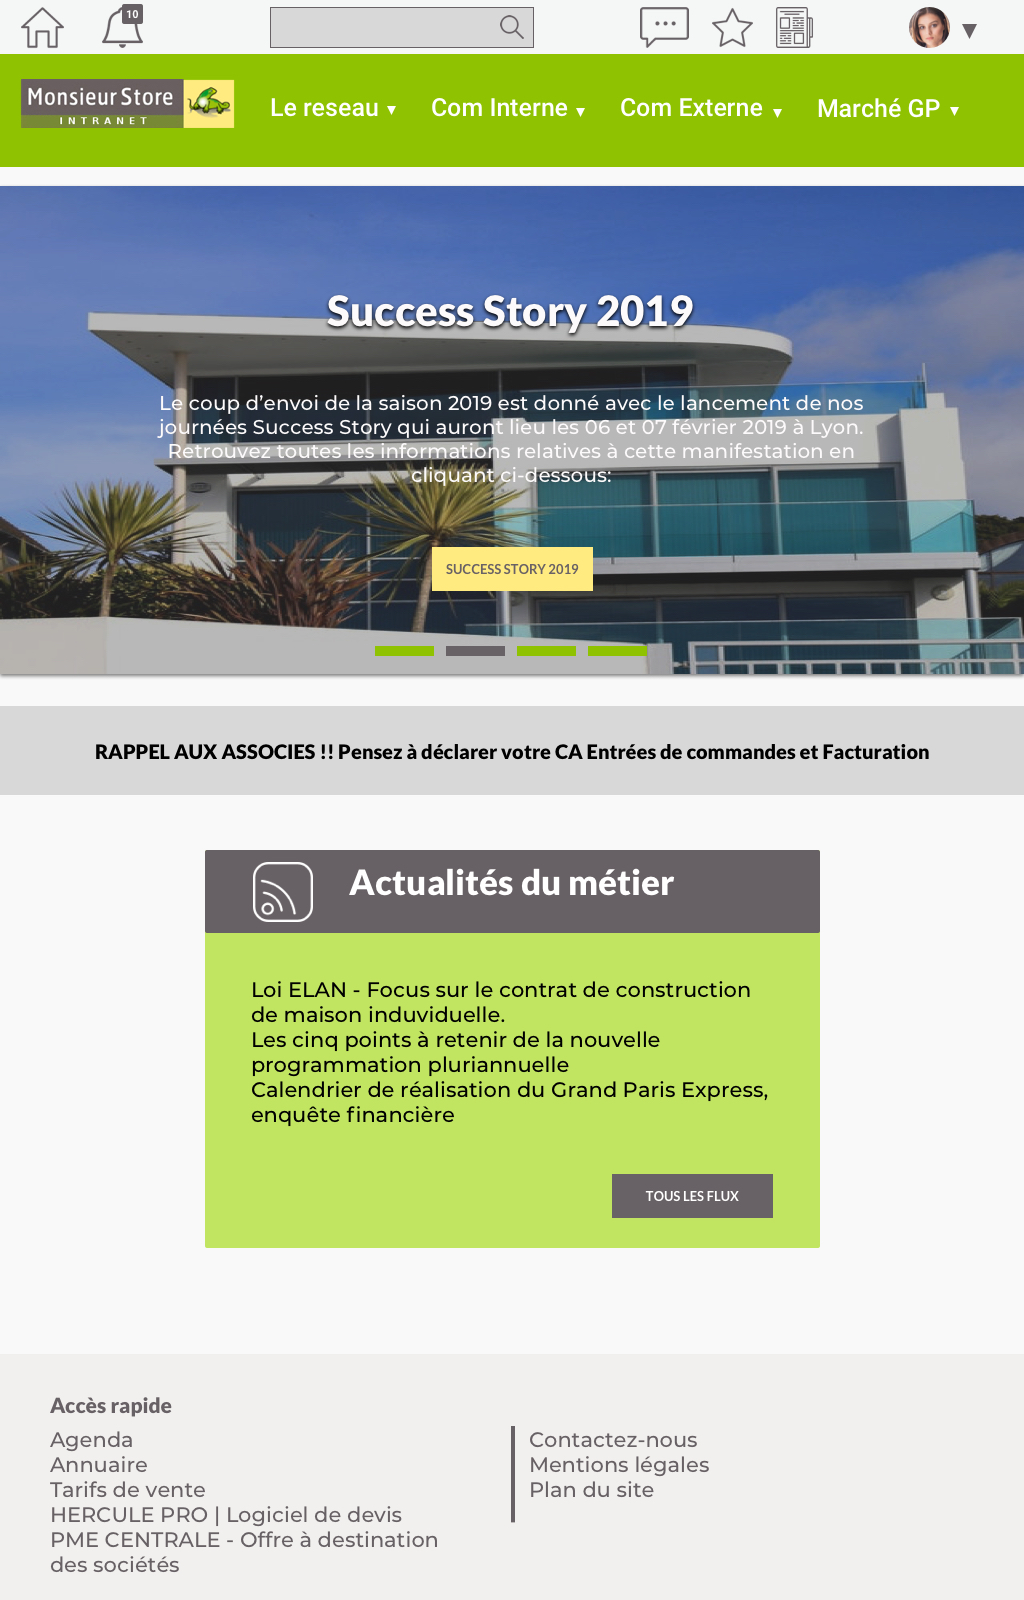 10
Monsieur Store
INTRANET
Le reseau ▼ Com Interne ▼ Com Externe ▼ Marché GP ▼
Success Story 2019
Le coup d’envoi de la saison 2019 est donné avec le lancement de nos
journées Success Story qui auront lieu les 06 et 07 février 2019 à Lyon.
Retrouvez toutes les informations relatives à cette manifestation en
cliquant ci-dessous:
SUCCESS STORY 2019
RAPPEL AUX ASSOCIES !! Pensez à déclarer votre CA Entrées de commandes et Facturation
Actualités du métier
Loi ELAN - Focus sur le contrat de construction
de maison induviduelle.
Les cinq points à retenir de la nouvelle
programmation pluriannuelle
Calendrier de réalisation du Grand Paris Express,
enquête financière
TOUS LES FLUX
Accès rapide
Agenda
Annuaire
Tarifs de vente
HERCULE PRO | Logiciel de devis
PME CENTRALE - Offre à destination
des sociétés
Contactez-nous
Mentions légales
Plan du site